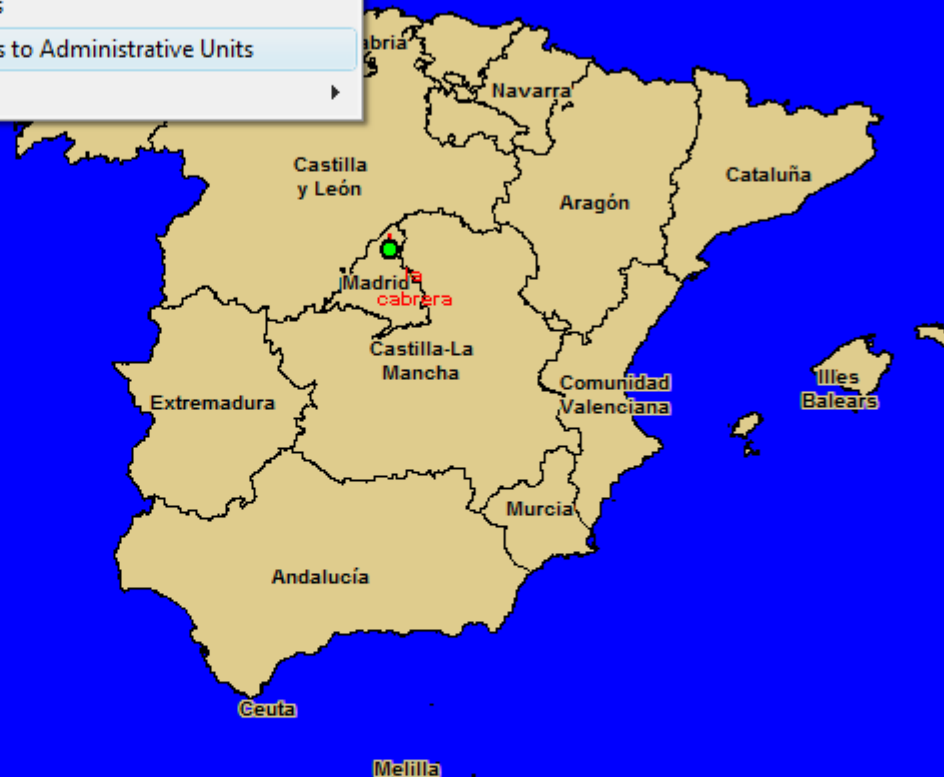 s to Administrative Units
abria
Navarra
Castilla
y León
Cataluña
Aragón
la
Madrid
cabrera
Castilla-La
Mancha
Illes
Balears
Comunidad
Valenciana
Extremadura
Murcia
Andalucía
Ceuta
Melilla